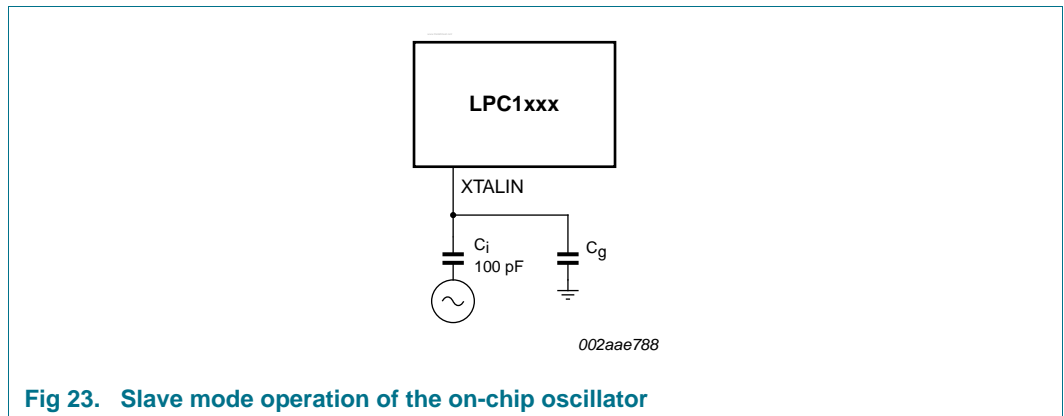 LPC1xxx
XTALIN
Ci
100 pF
Cg
002aae788
Fig 23. Slave mode operation of the on-chip oscillator